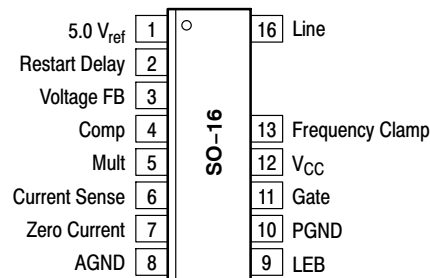 5.0 Vref 1 16 Line
Restart Delay 2
Voltage FB 3
Comp 4 13 Frequency Clamp
Mult 5 12 VCC
Current Sense 6 11 Gate
Zero Current 7 10 PGND
AGND 8 9 LEB
SO–16